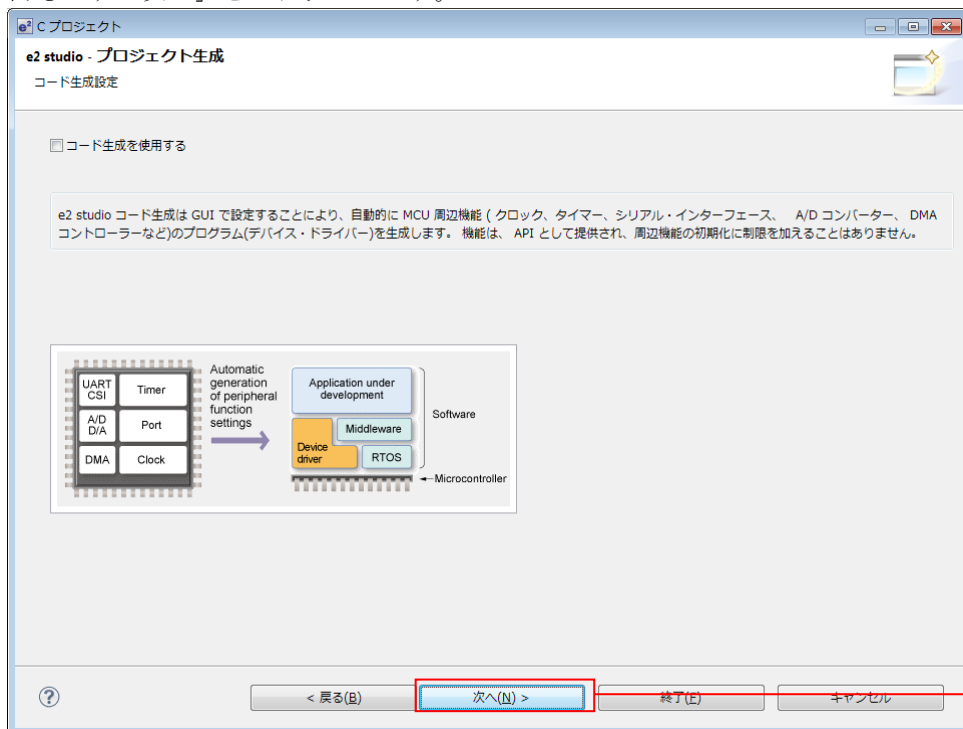 e² C プロジェクト
e2 studio - プロジェクト生成
コード生成設定
コード生成を使用する
e2 studio コード生成は GUI で設定することにより、自動的に MCU 周辺機能 ( クロック、タイマー、シリアル・インターフェース、 A/D コンバーター、 DMA
コントローラーなど)のプログラム(デバイス・ドライバー)を生成します。 機能は、 API として提供され、周辺機能の初期化に制限を加えることはありません。
UART
CSI
Timer
A/D
D/A
Port
DMA
Clock
Automatic
generation
of peripheral
function
settings
Application under
development
Middleware
Device
driver
RTOS
Software
Microcontroller
?
< 戻る(B)
次へ(N) >
終了(F)
キャンセル